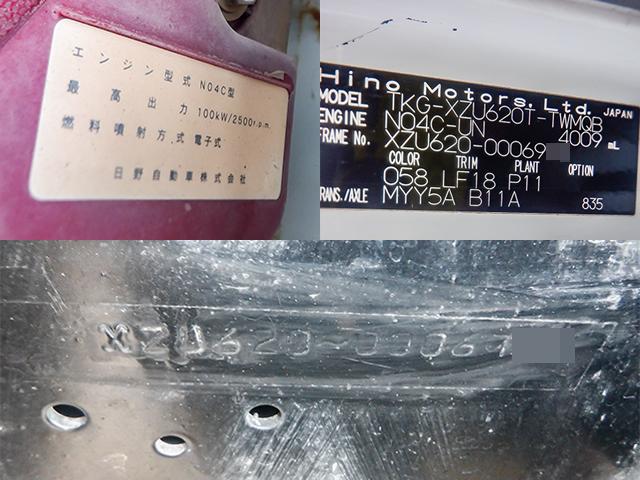 エンジン型式 N04C型
最高出力 100kW/2500r.p.m.
燃料噴射方式 電子式
日野自動車株式会社
Hino Motors, Ltd. JAPAN
MODEL TKG-XZU620T-TWMQB
ENGINE N04C-UN 4009 mL
FRAME No. XZU620-00069
COLOR TRIM PLANT OPTION
058 LF18 P11
TRANS./AXLE MYY5A B11A 835
XZU620-00069